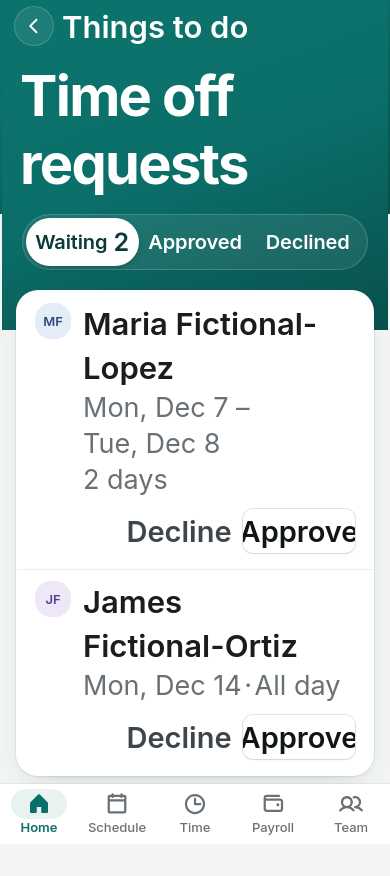 Things to do
Time off
requests
Waiting 2 Approved Declined
MF
Maria Fictional-
Lopez
Mon, Dec 7 –
Tue, Dec 8
2 days
Decline Approve
JF
James
Fictional-Ortiz
Mon, Dec 14·All day
Decline Approve
Home Schedule Time Payroll Team